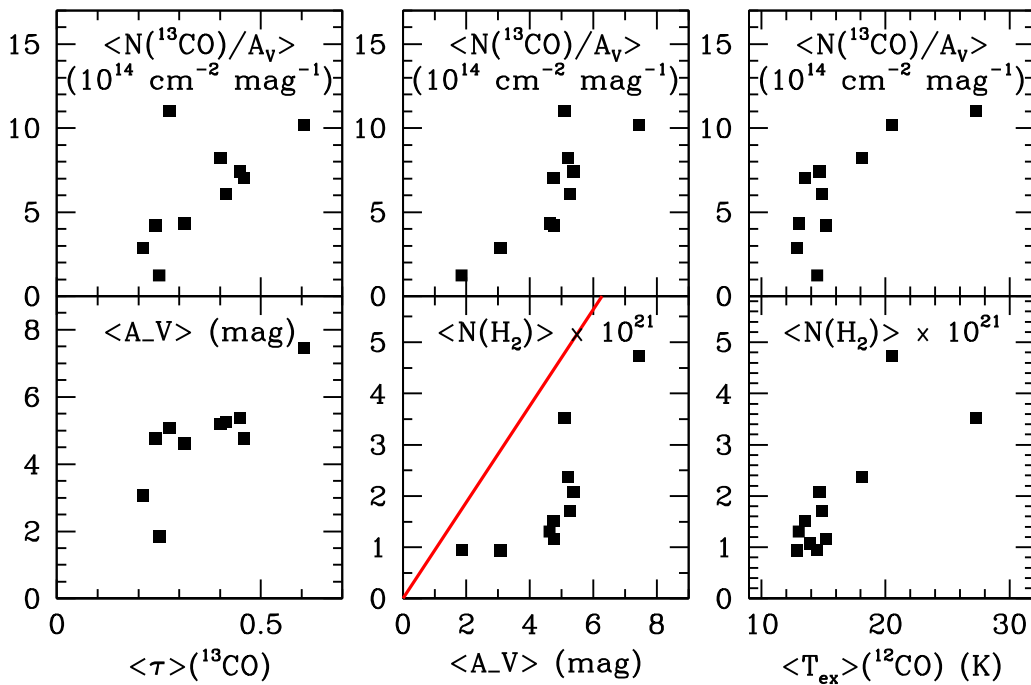 <N(¹³CO)/A_V>
(10¹⁴ cm⁻² mag⁻¹)
15
10
5
0
<N(¹³CO)/A_V>
(10¹⁴ cm⁻² mag⁻¹)
15
10
5
0
<N(¹³CO)/A_V>
(10¹⁴ cm⁻² mag⁻¹)
15
10
5
0
<A_V> (mag)
8
6
4
2
0
0 0.5
<τ>(¹³CO)
<N(H₂)> × 10²¹
5
4
3
2
1
0
0 2 4 6 8
<A_V> (mag)
<N(H₂)> × 10²¹
5
4
3
2
1
0
10 20 30
<T_ex>(¹²CO) (K)